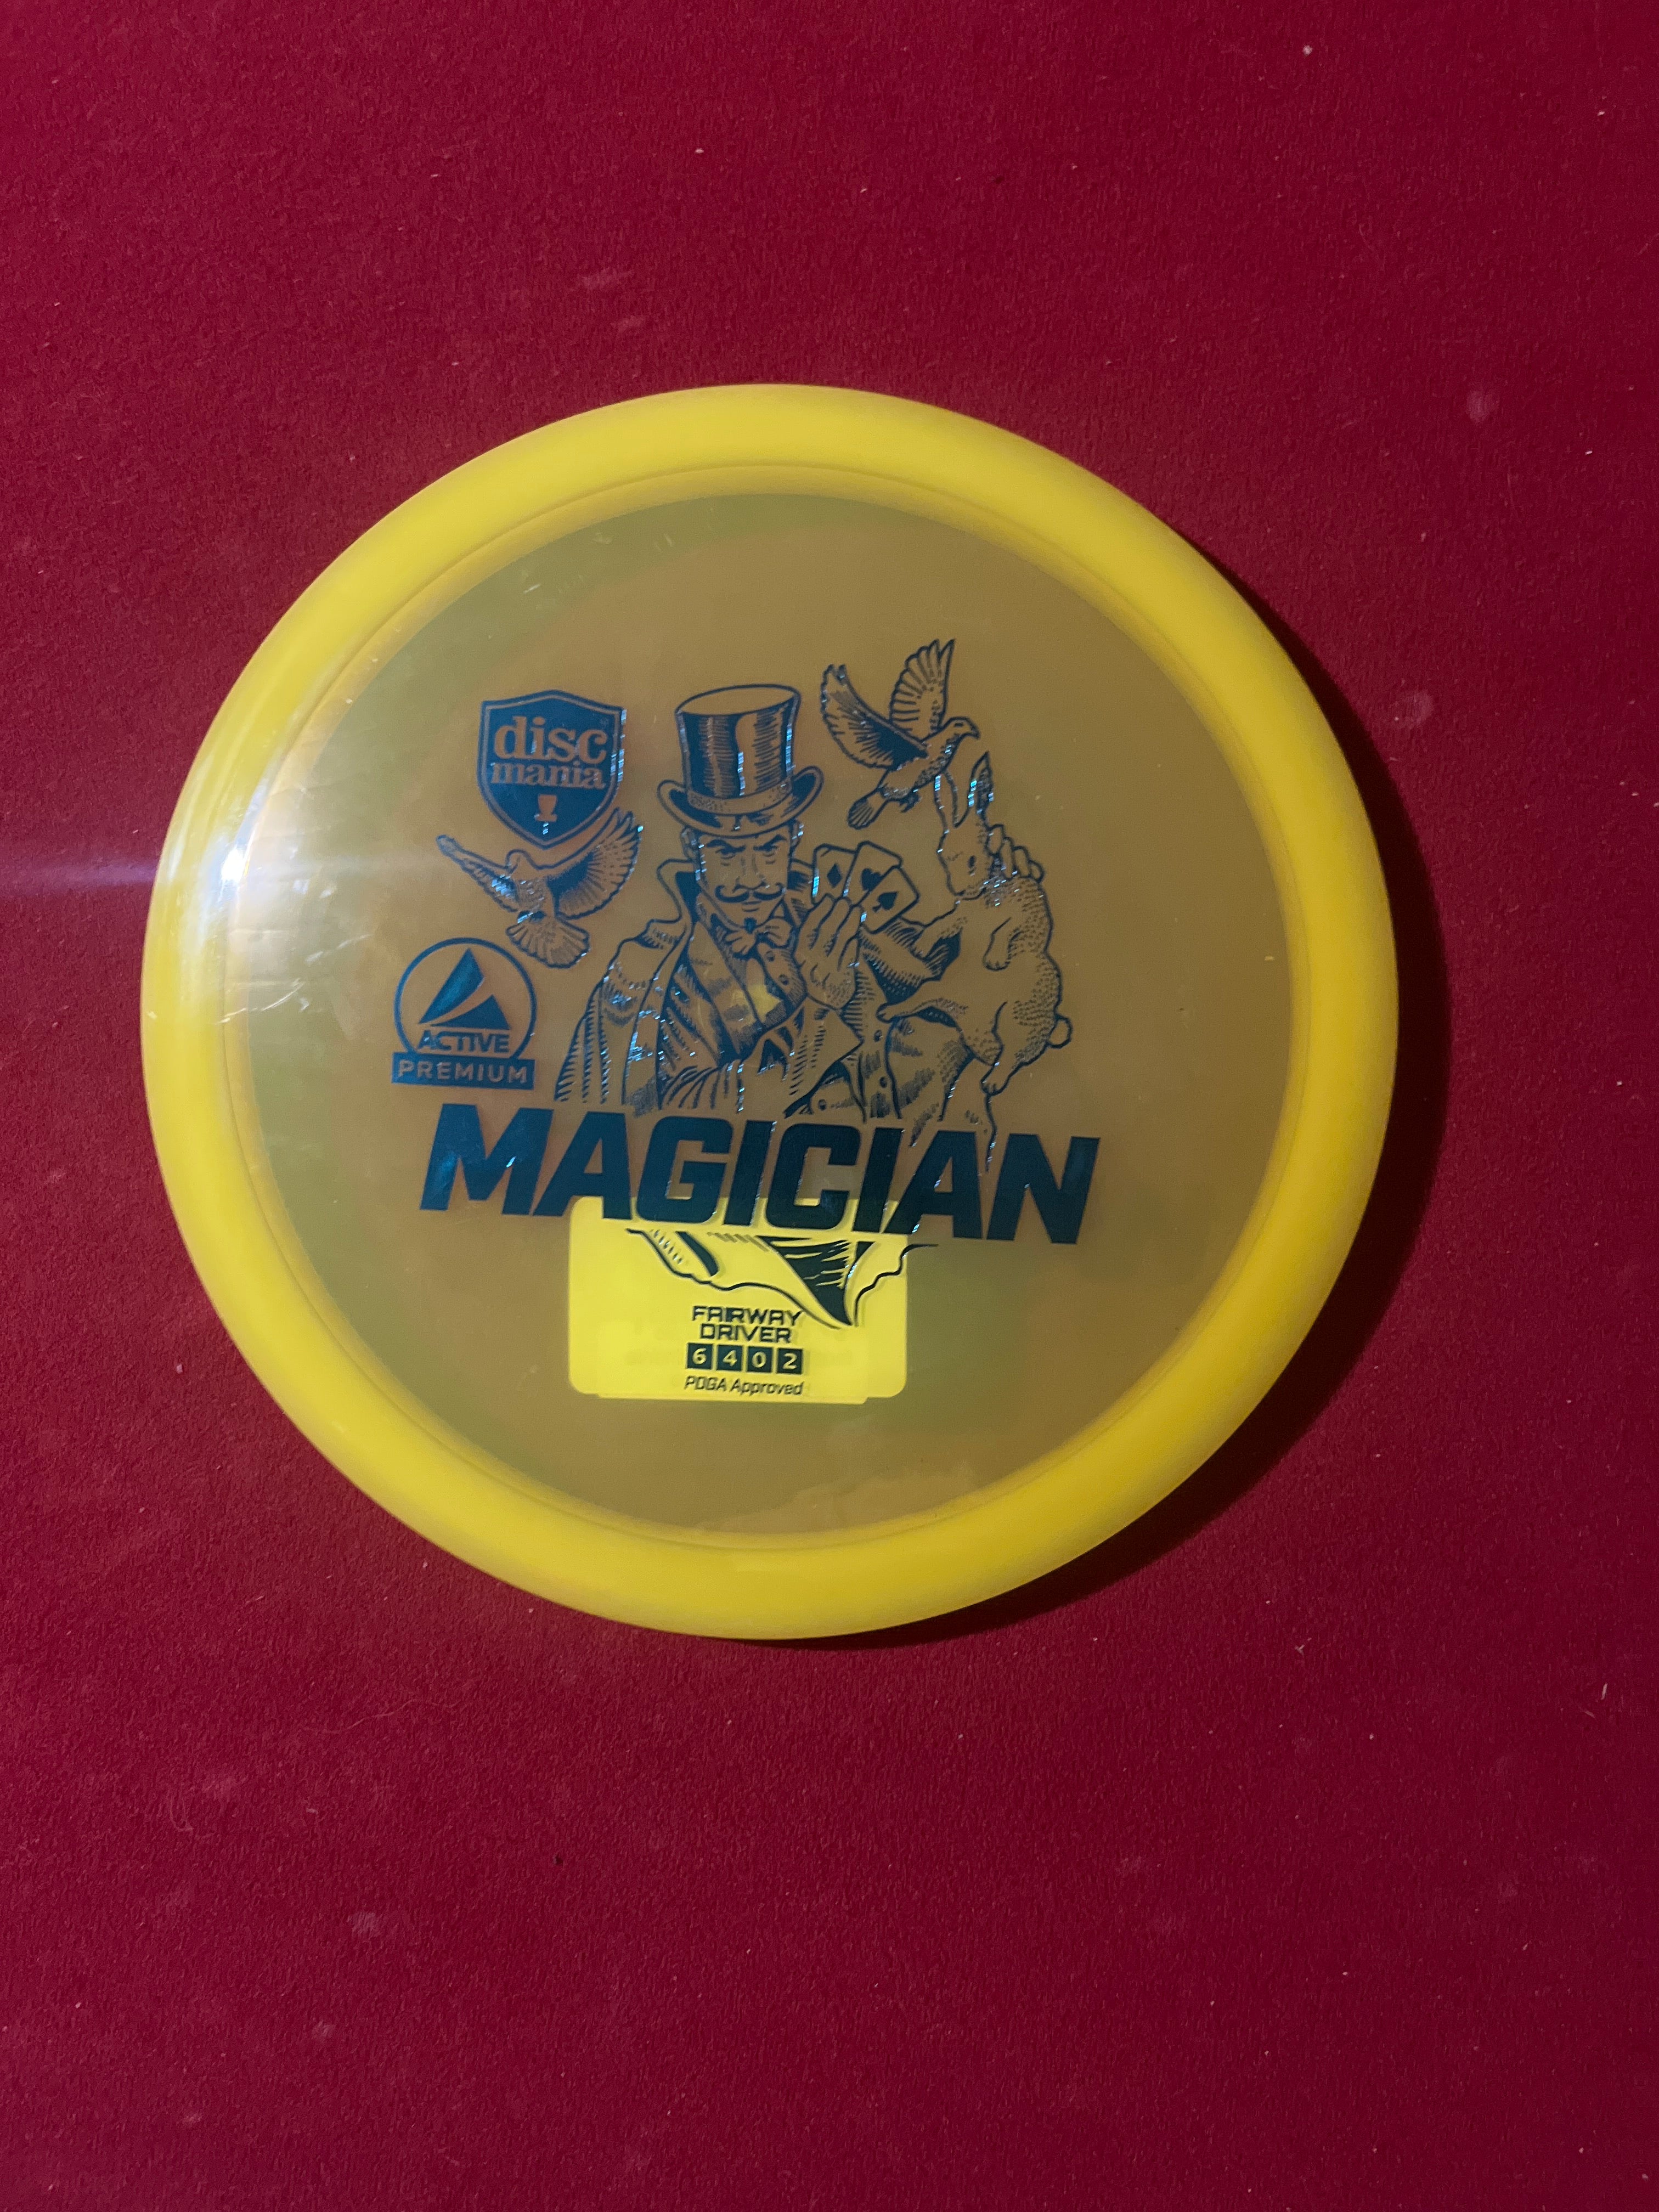 disc
mania
ACTIVE
PREMIUM
MAGICIAN
FAIRWAY
DRIVER
6 4 0 2
PDGA Approved